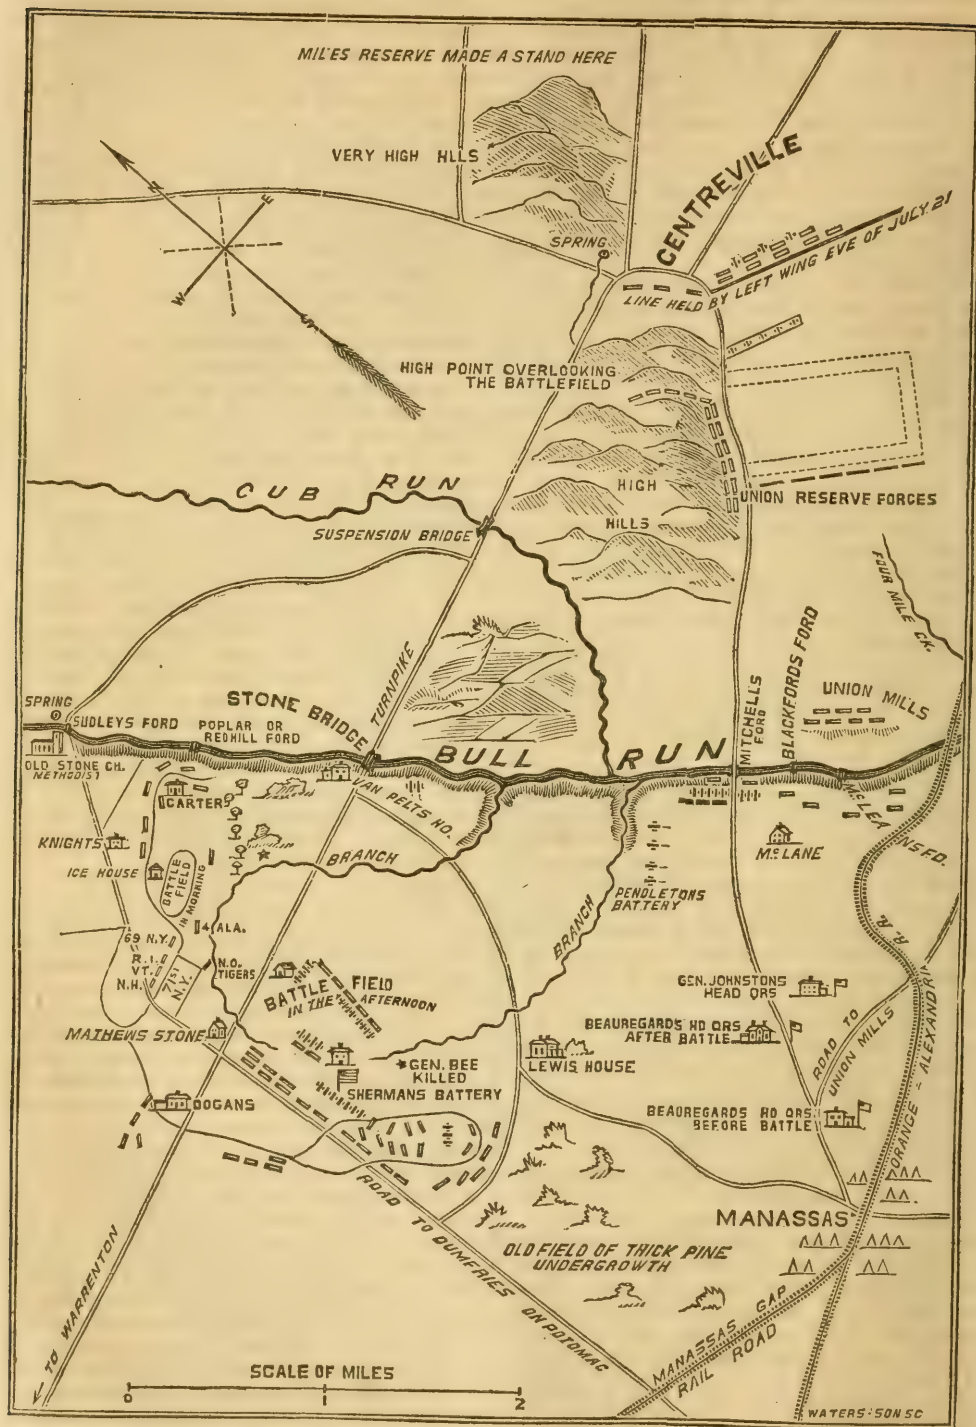 MILES RESERVE MADE A STAND HERE
VERY HIGH HLLS
CENTREVILLE
N
E
W
S
SPRING
LINE HELD BY LEFT WING EVE OF JULY. 21
HIGH POINT OVERLOOKING
THE BATTLEFIELD
CUB RUN
HIGH
HILLS
UNION RESERVE FORCES
SUSPENSION BRIDGE
FOUR MILE CK.
TURNPIKE
SPRING
SUDLEYS FORD
POPLAR OR
REDHILL FORD
STONE BRIDGE
BULL RUN
MITCHELLS
FORD
BLACKFORDS FORD
UNION MILLS
OLD STONE CH.
METHODIST
CARTERS
VAN PELTS HO.
MCLEANS FD.
KNIGHTS
ICE HOUSE
BATTLE
FIELD
IN MORNING
BRANCH
McLANE
PENDLETONS
BATTERY
BRANCH
4 ALA.
69 N.Y.
R.I.
VT.
N.H.
71ST
N.Y.
N.O.
TIGERS
BATTLE FIELD
IN THE AFTERNOON
R. R.
GEN. JOHNSTONS
HEAD QRS
MATHEWS STONE
GEN. BEE
KILLED
SHERMANS BATTERY
LEWIS HOUSE
BEAUREGARDS HD QRS
AFTER BATTLE
ROAD TO
UNION MILLS
ORANGE & ALEXANDRIA
DOGANS
BEAUREGARDS HD QRS
BEFORE BATTLE
MANASSAS
ROAD TO DUMFRIES ON POTOMAC
OLD FIELD OF THICK PINE
UNDERGROWTH
TO WARRENTON
MANASSAS GAP
RAIL ROAD
SCALE OF MILES
0 1 2
WATERS-SON SC